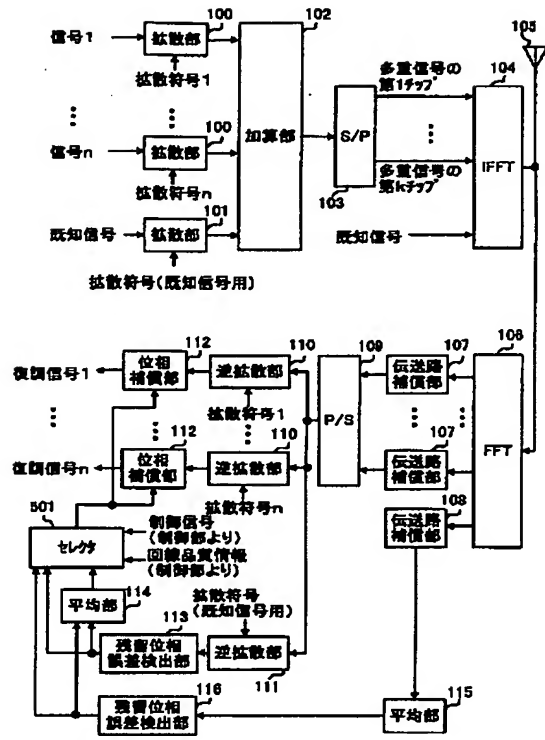 100
102
105
信号1
拡散部
拡散符号1
100
信号n
拡散部
拡散符号n
101
既知信号
拡散部
拡散符号(既知信号用)
加算部
S/P
103
多重信号の
第1チップ
多重信号の
第kチップ
既知信号
104
IFFT
112
110
109
107
106
復調信号1
位相
補償部
逆拡散部
拡散符号1
P/S
伝送路
補償部
FFT
112
110
107
復調信号n
位相
補償部
逆拡散部
拡散符号n
伝送路
補償部
108
伝送路
補償部
501
セレクタ
制御信号
(制御部より)
回線品質情報
(制御部より)
114
平均部
拡散符号
(既知信号用)
113
残留位相
誤差検出部
逆拡散部
111
116
残留位相
誤差検出部
115
平均部